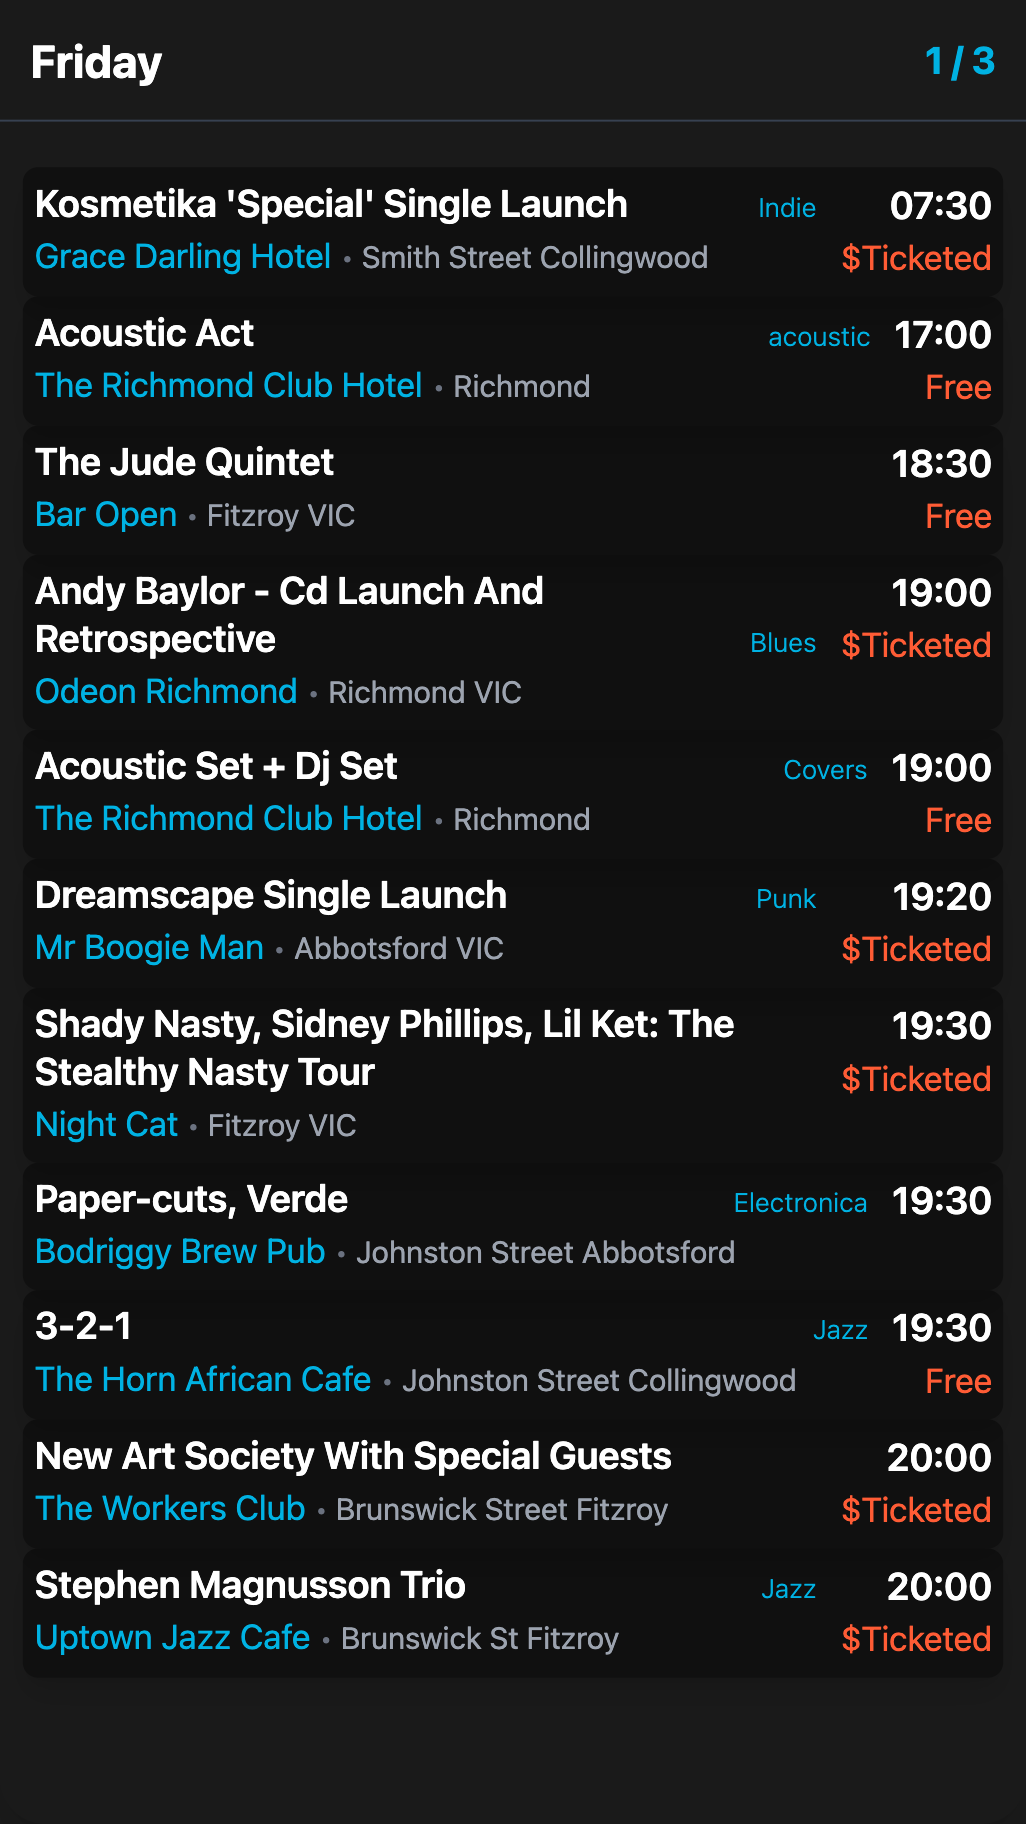 Friday 1 / 3
Kosmetika 'Special' Single Launch Indie 07:30
Grace Darling Hotel • Smith Street Collingwood $Ticketed
Acoustic Act acoustic 17:00
The Richmond Club Hotel • Richmond Free
The Jude Quintet 18:30
Bar Open • Fitzroy VIC Free
Andy Baylor - Cd Launch And 19:00
Retrospective Blues $Ticketed
Odeon Richmond • Richmond VIC
Acoustic Set + Dj Set Covers 19:00
The Richmond Club Hotel • Richmond Free
Dreamscape Single Launch Punk 19:20
Mr Boogie Man • Abbotsford VIC $Ticketed
Shady Nasty, Sidney Phillips, Lil Ket: The 19:30
Stealthy Nasty Tour $Ticketed
Night Cat • Fitzroy VIC
Paper-cuts, Verde Electronica 19:30
Bodriggy Brew Pub • Johnston Street Abbotsford
3-2-1 Jazz 19:30
The Horn African Cafe • Johnston Street Collingwood Free
New Art Society With Special Guests 20:00
The Workers Club • Brunswick Street Fitzroy $Ticketed
Stephen Magnusson Trio Jazz 20:00
Uptown Jazz Cafe • Brunswick St Fitzroy $Ticketed